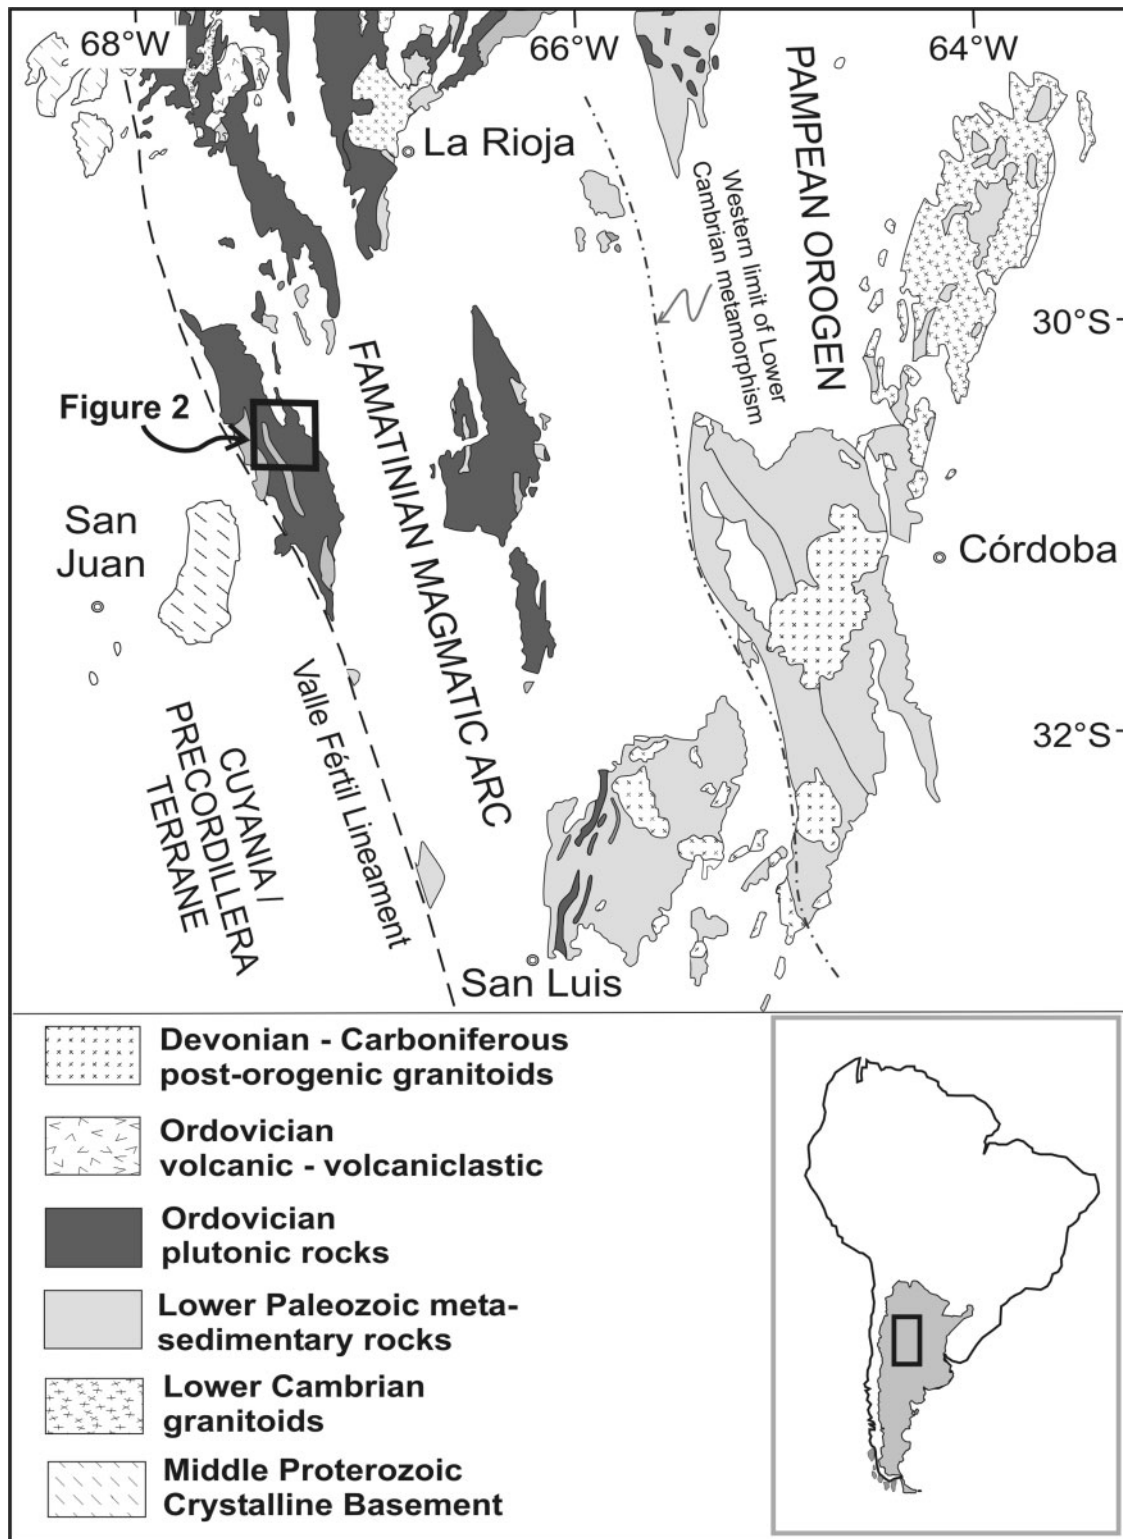 68°W
66°W
64°W
La Rioja
PAMPEAN OROGEN
Western limit of Lower
Cambrian metamorphism
30°S
Figure 2
FAMATINIAN MAGMATIC ARC
San
Juan
Córdoba
Valle Fértil Lineament
32°S
CUYANIA /
PRECORDILLERA
TERRANE
San Luis
Devonian - Carboniferous
post-orogenic granitoids
Ordovician
volcanic - volcaniclastic
Ordovician
plutonic rocks
Lower Paleozoic meta-
sedimentary rocks
Lower Cambrian
granitoids
Middle Proterozoic
Crystalline Basement